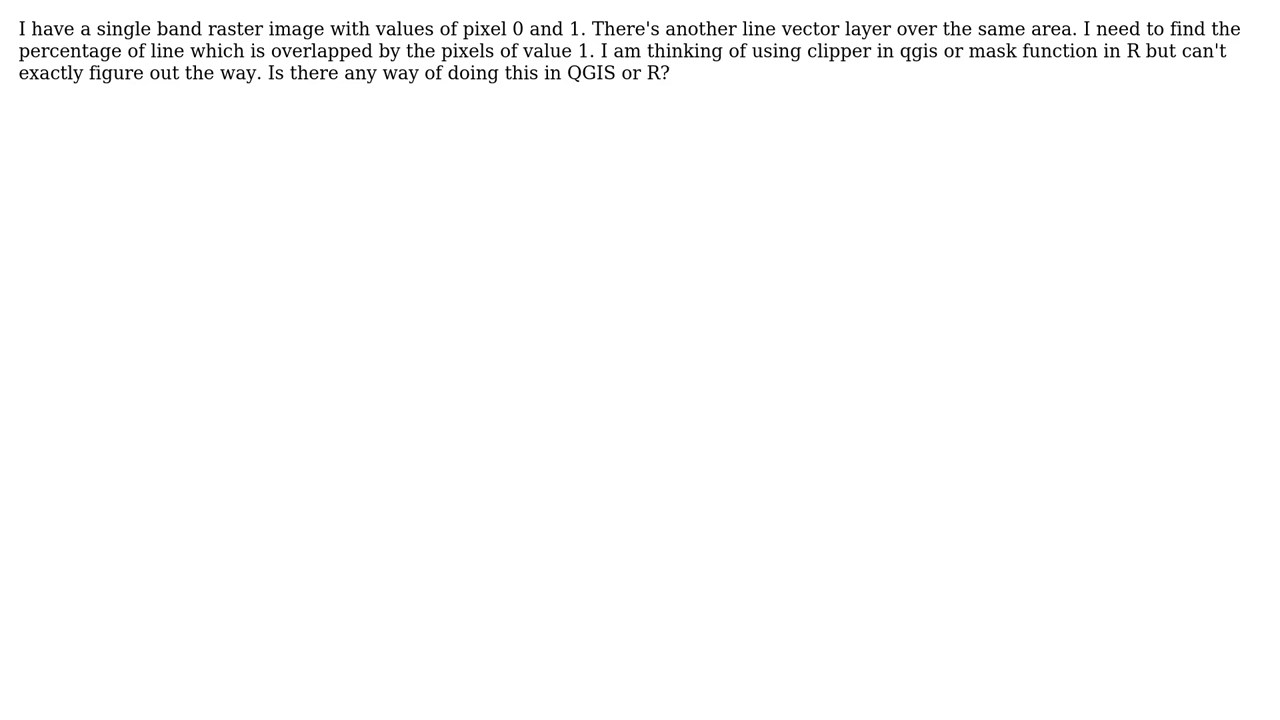 I have a single band raster image with values of pixel 0 and 1. There's another line vector layer over the same area. I need to find the
percentage of line which is overlapped by the pixels of value 1. I am thinking of using clipper in qgis or mask function in R but can't
exactly figure out the way. Is there any way of doing this in QGIS or R?